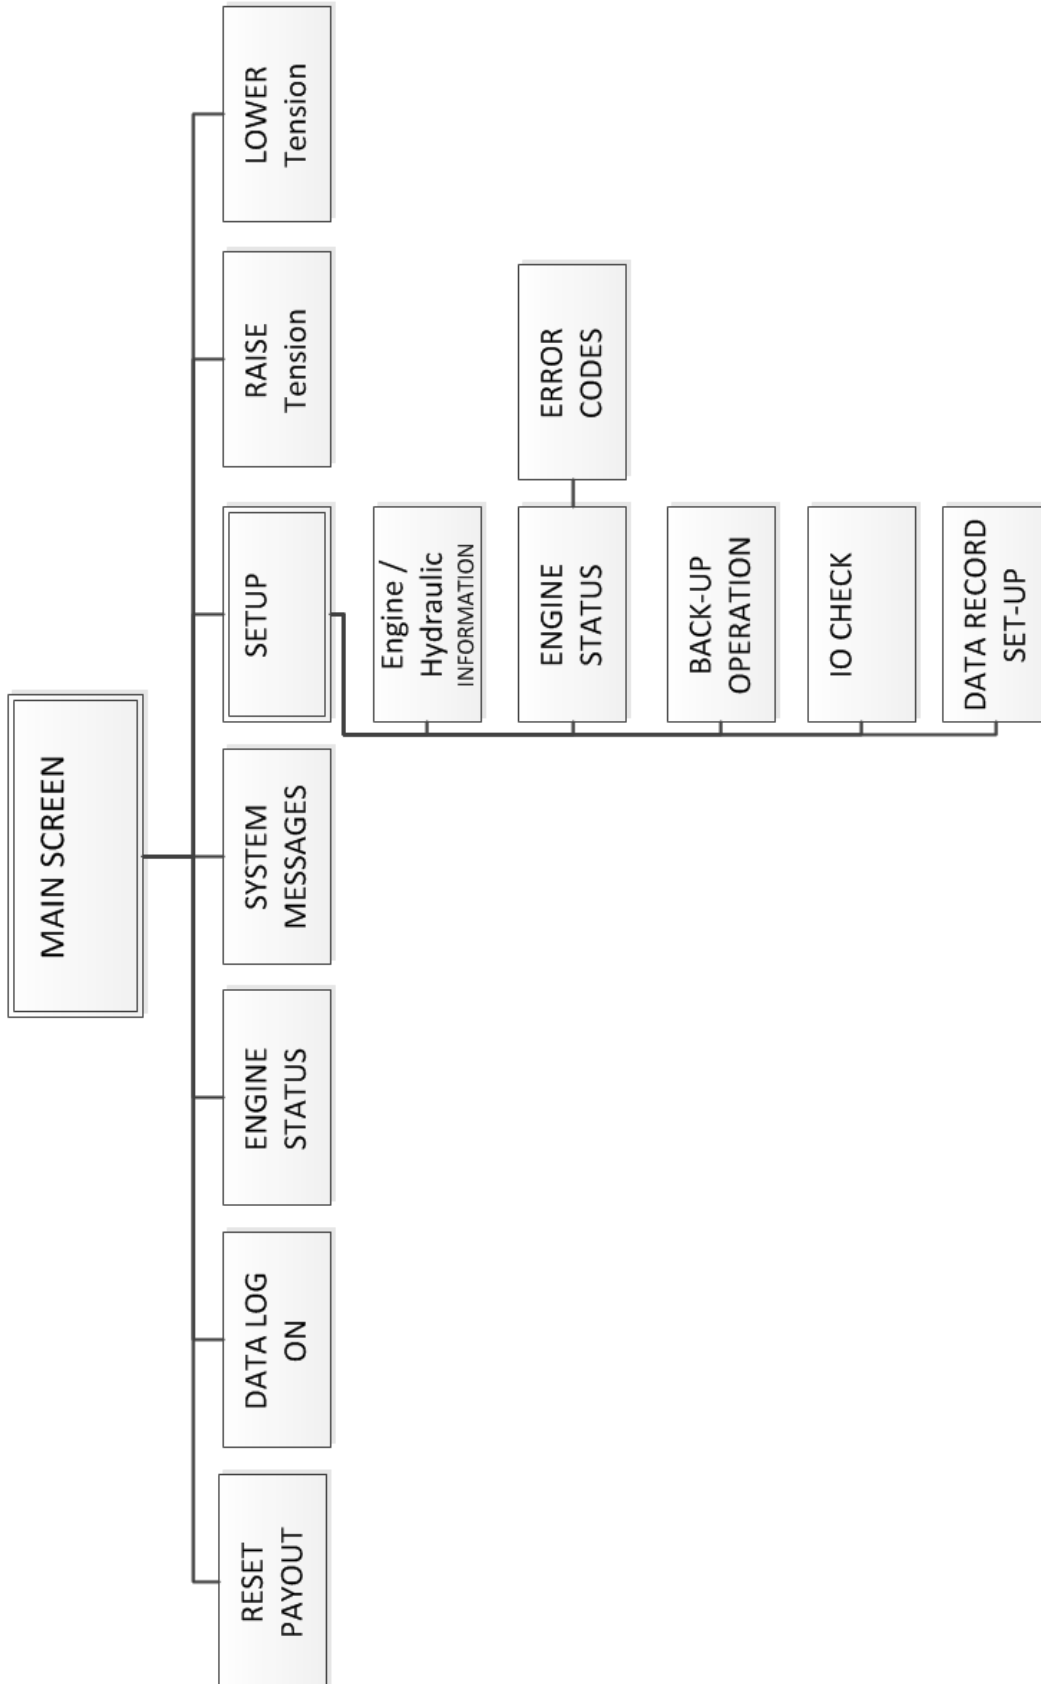 MAIN SCREEN
RESET
PAYOUT
DATA LOG
ON
ENGINE
STATUS
SYSTEM
MESSAGES
SETUP
RAISE
Tension
LOWER
Tension
Engine /
Hydraulic
INFORMATION
ENGINE
STATUS
ERROR
CODES
BACK-UP
OPERATION
IO CHECK
DATA RECORD
SET-UP